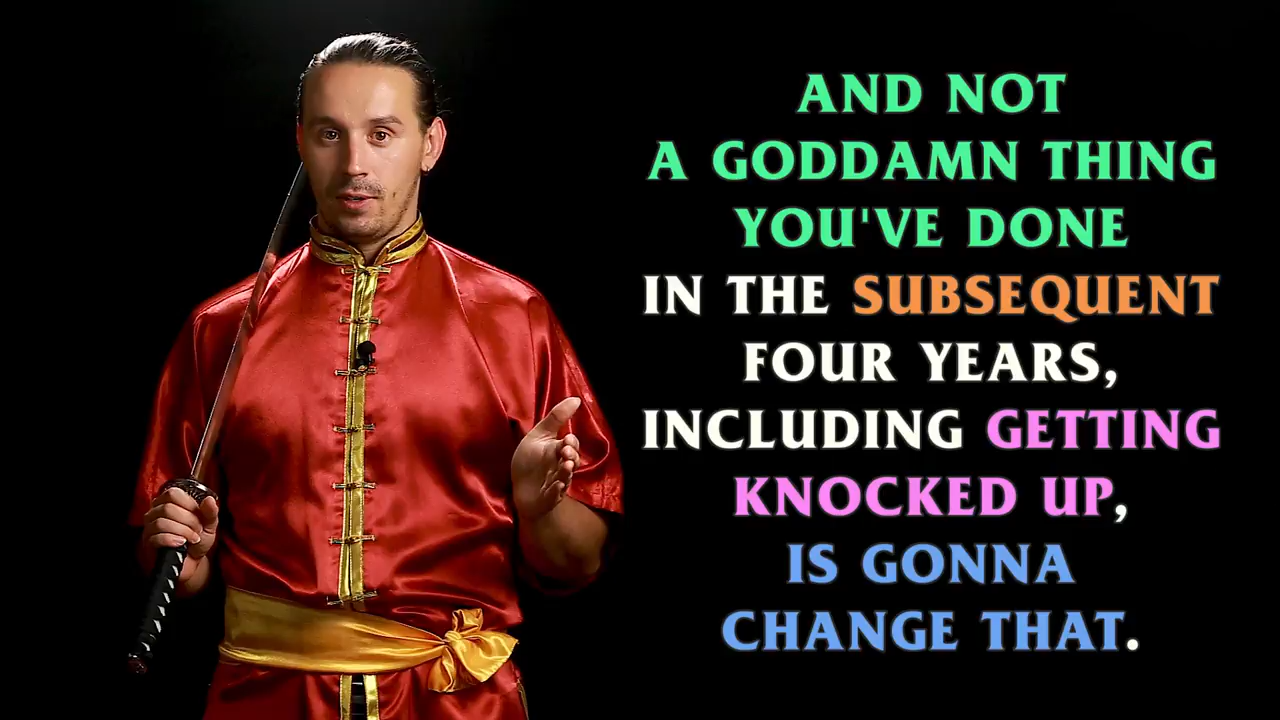 AND NOT
A GODDAMN THING
YOU'VE DONE
IN THE SUBSEQUENT
FOUR YEARS,
INCLUDING GETTING
KNOCKED UP,
IS GONNA
CHANGE THAT.